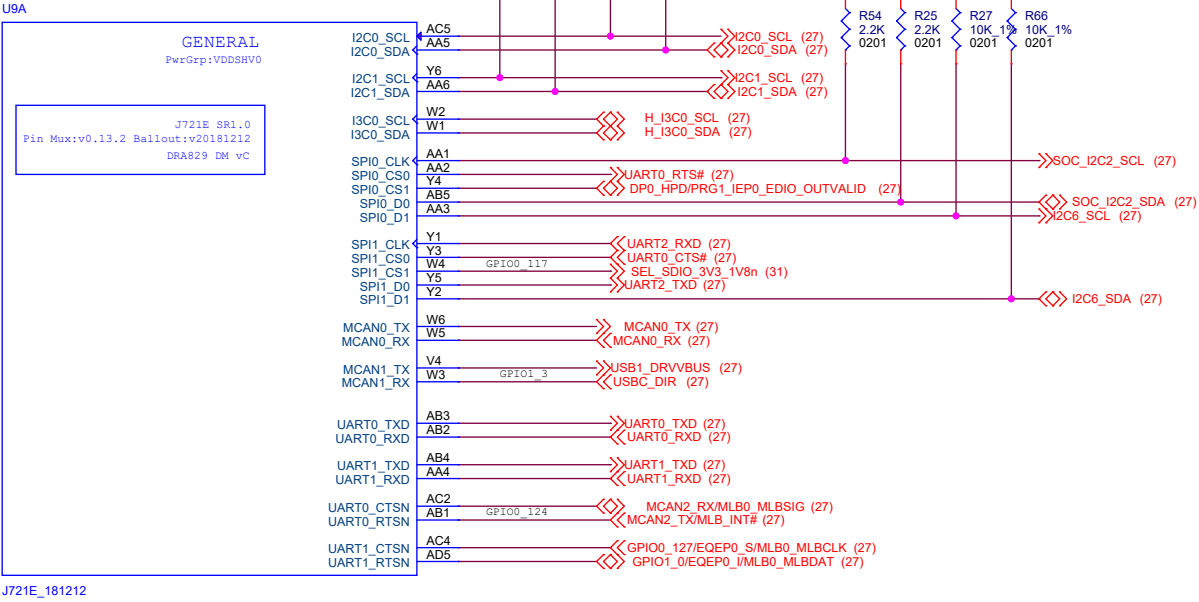 U9A
GENERAL
PwrGrp:VDDSHV0
J721E SR1.0
Pin Mux:v0.13.2 Ballout:v20181212
DRA829 DM vC
R54 R25 R27 R66
2.2K 2.2K 10K_1% 10K_1%
0201 0201 0201 0201
I2C0_SCL AC5 I2C0_SCL (27)
I2C0_SDA AA5 I2C0_SDA (27)
I2C1_SCL Y6 I2C1_SCL (27)
I2C1_SDA AA6 I2C1_SDA (27)
I3C0_SCL W2 H_I3C0_SCL (27)
I3C0_SDA W1 H_I3C0_SDA (27)
SPI0_CLK AA1 SOC_I2C2_SCL (27)
SPI0_CS0 AA2 UART0_RTS# (27)
SPI0_CS1 Y4 DP0_HPD/PRG1_IEP0_EDIO_OUTVALID (27)
SPI0_D0 AB5 SOC_I2C2_SDA (27)
SPI0_D1 AA3 I2C6_SCL (27)
SPI1_CLK Y1 UART2_RXD (27)
SPI1_CS0 Y3 UART0_CTS# (27)
SPI1_CS1 W4 GPIO0_117 SEL_SDIO_3V3_1V8n (31)
SPI1_D0 Y5 UART2_TXD (27)
SPI1_D1 Y2 I2C6_SDA (27)
MCAN0_TX W6 MCAN0_TX (27)
MCAN0_RX W5 MCAN0_RX (27)
MCAN1_TX V4 USB1_DRVVBUS (27)
MCAN1_RX W3 GPIO1_3 USBC_DIR (27)
UART0_TXD AB3 UART0_TXD (27)
UART0_RXD AB2 UART0_RXD (27)
UART1_TXD AB4 UART1_TXD (27)
UART1_RXD AA4 UART1_RXD (27)
UART0_CTSN AC2 MCAN2_RX/MLB0_MLBSIG (27)
UART0_RTSN AB1 GPIO0_124 MCAN2_TX/MLB_INT# (27)
UART1_CTSN AC4 GPIO0_127/EQEP0_S/MLB0_MLBCLK (27)
UART1_RTSN AD5 GPIO1_0/EQEP0_I/MLB0_MLBDAT (27)
J721E_181212